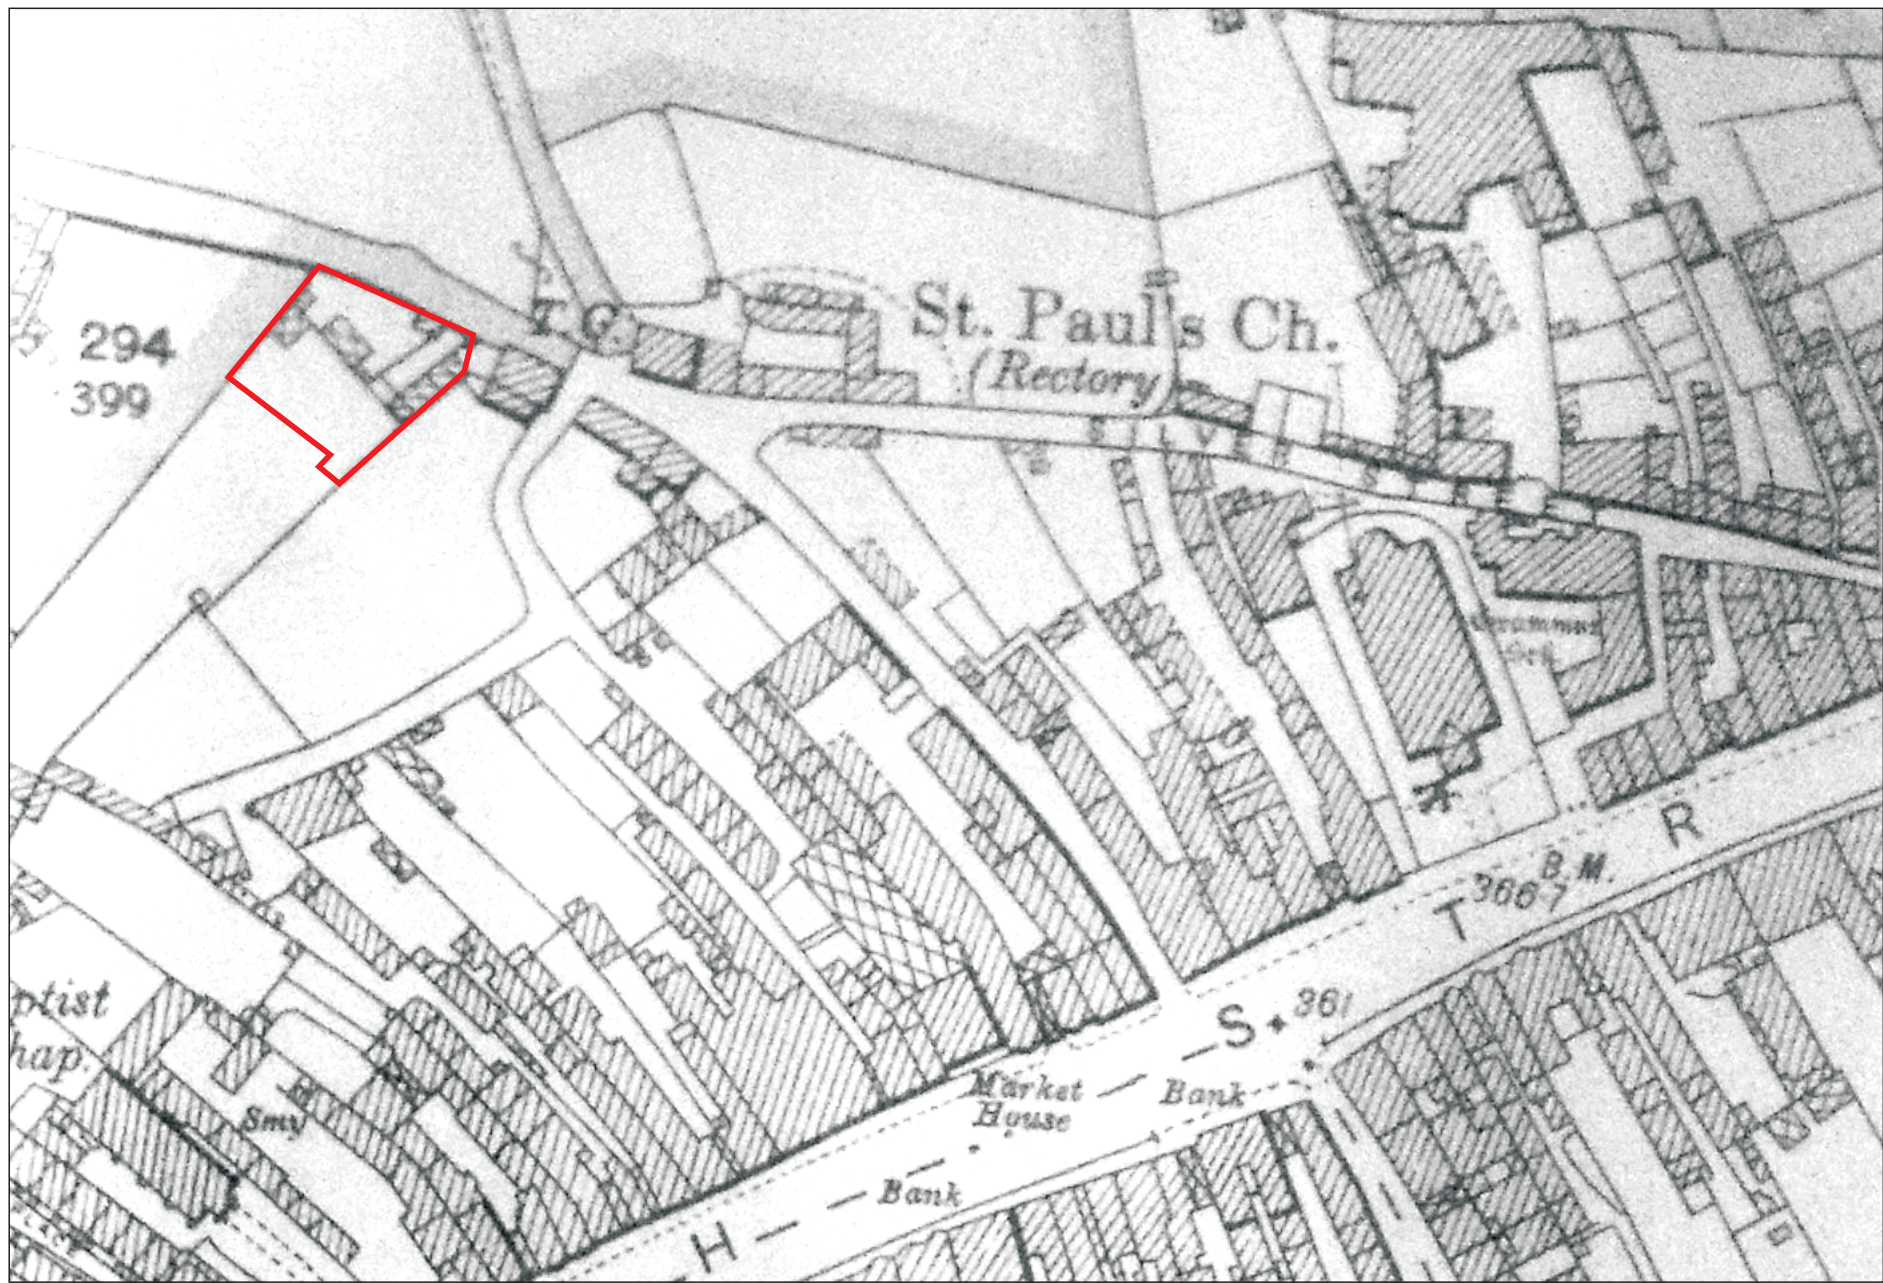 294
399
T. G.
St. Paul's Ch.
(Rectory)
R
B.M.
366·7
T
S
361
Market
House
Bank
Bank
H
ptist
hap.
Smy